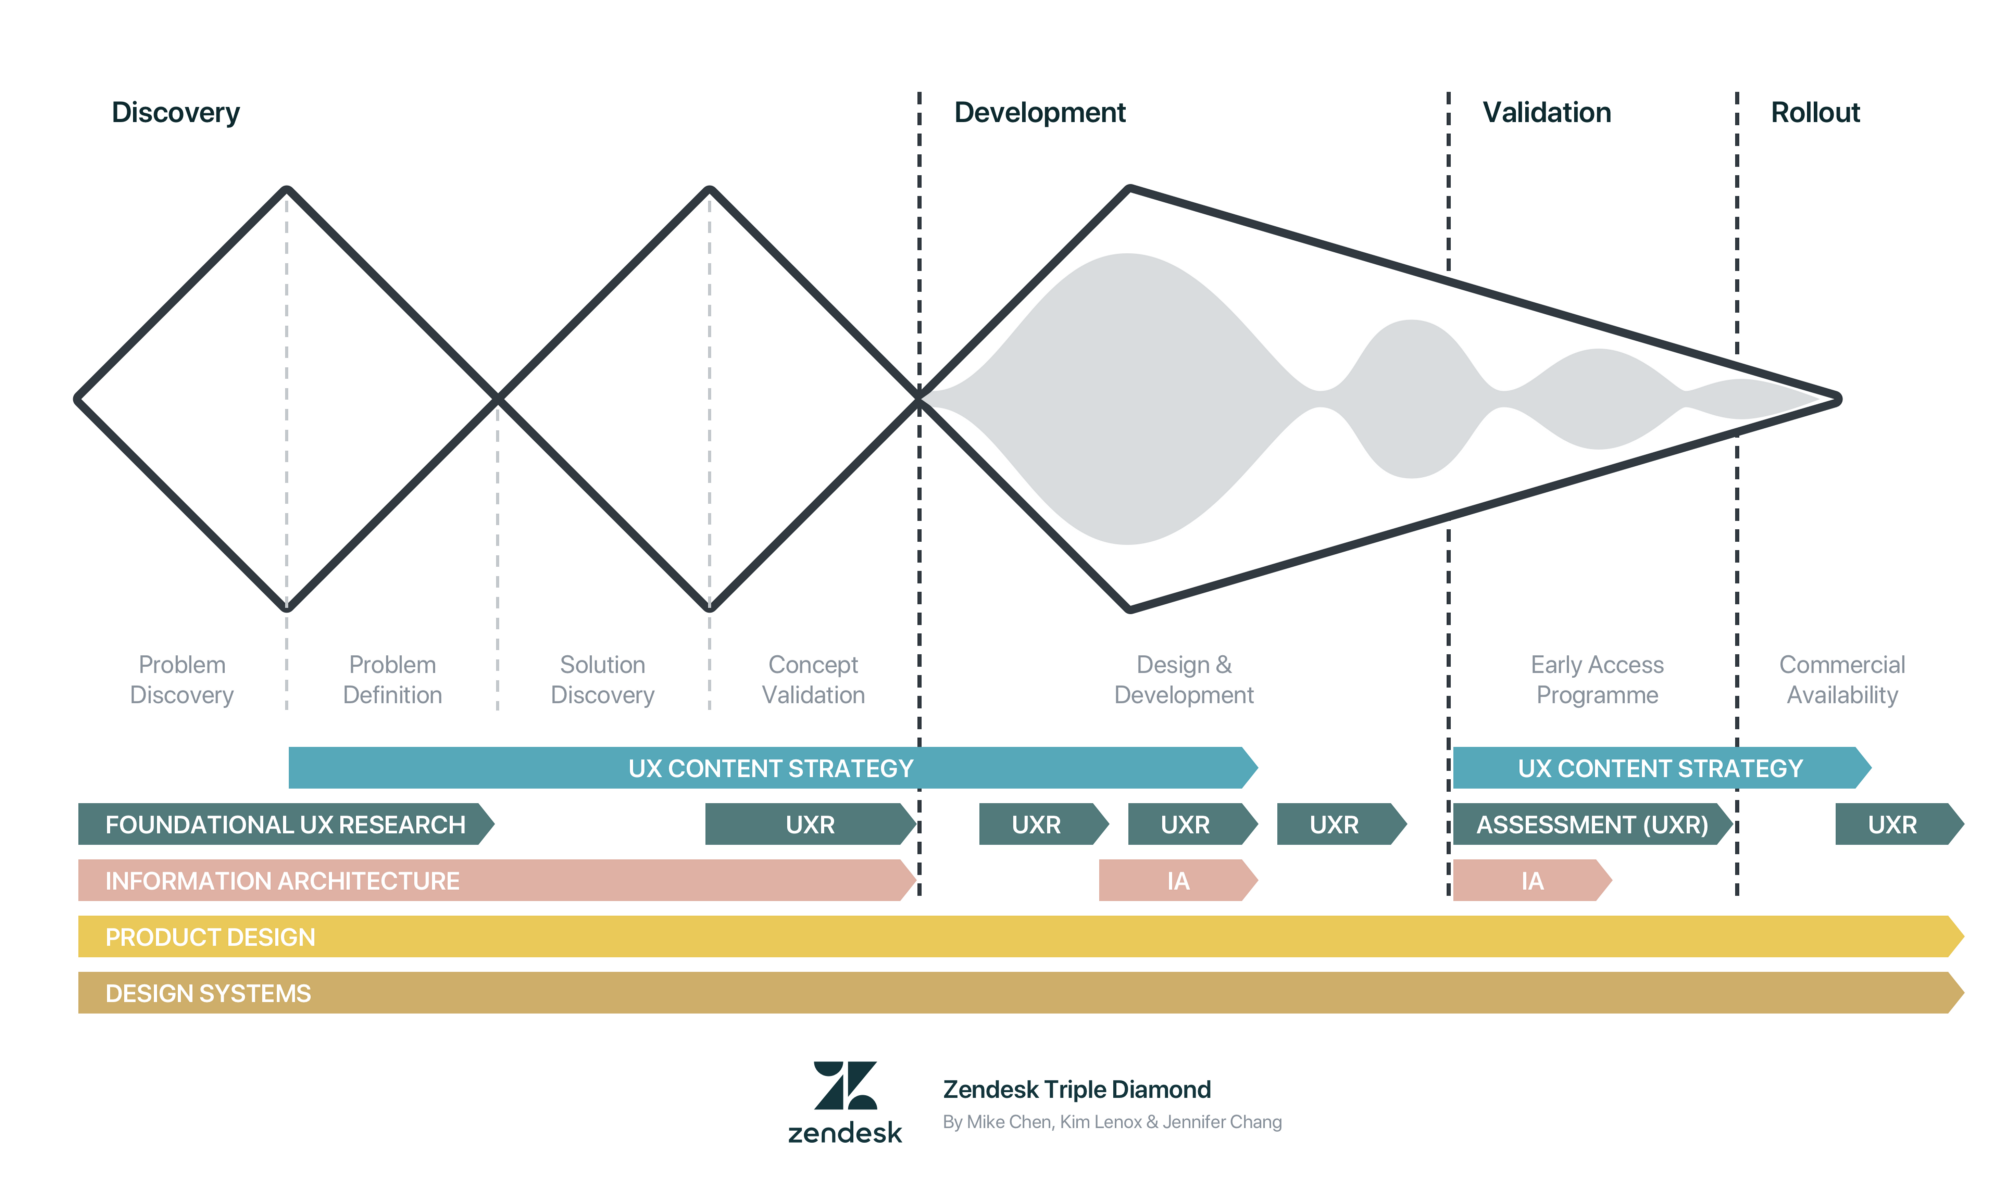 Discovery
Development
Validation
Rollout
Problem
Discovery
Problem
Definition
Solution
Discovery
Concept
Validation
Design &
Development
Early Access
Programme
Commercial
Availability
UX CONTENT STRATEGY
UX CONTENT STRATEGY
FOUNDATIONAL UX RESEARCH
UXR
UXR
UXR
UXR
ASSESSMENT (UXR)
UXR
INFORMATION ARCHITECTURE
IA
IA
PRODUCT DESIGN
DESIGN SYSTEMS
zendesk
Zendesk Triple Diamond
By Mike Chen, Kim Lenox & Jennifer Chang